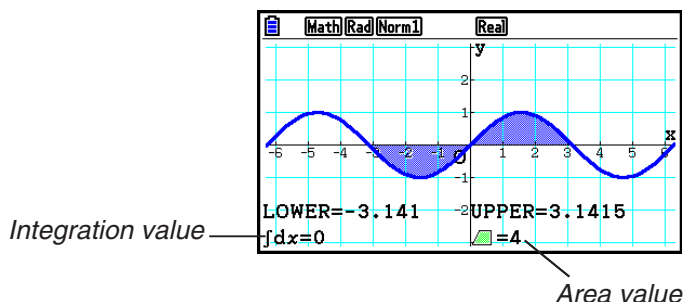 Math Rad Norm1 Real
y
2
1
-6 -5 -4 -3 -2 -1 O 1 2 3 4 5 6 x
-1
LOWER=-3.141 -2 UPPER=3.1415
Integration value
∫dx=0 =4
Area value